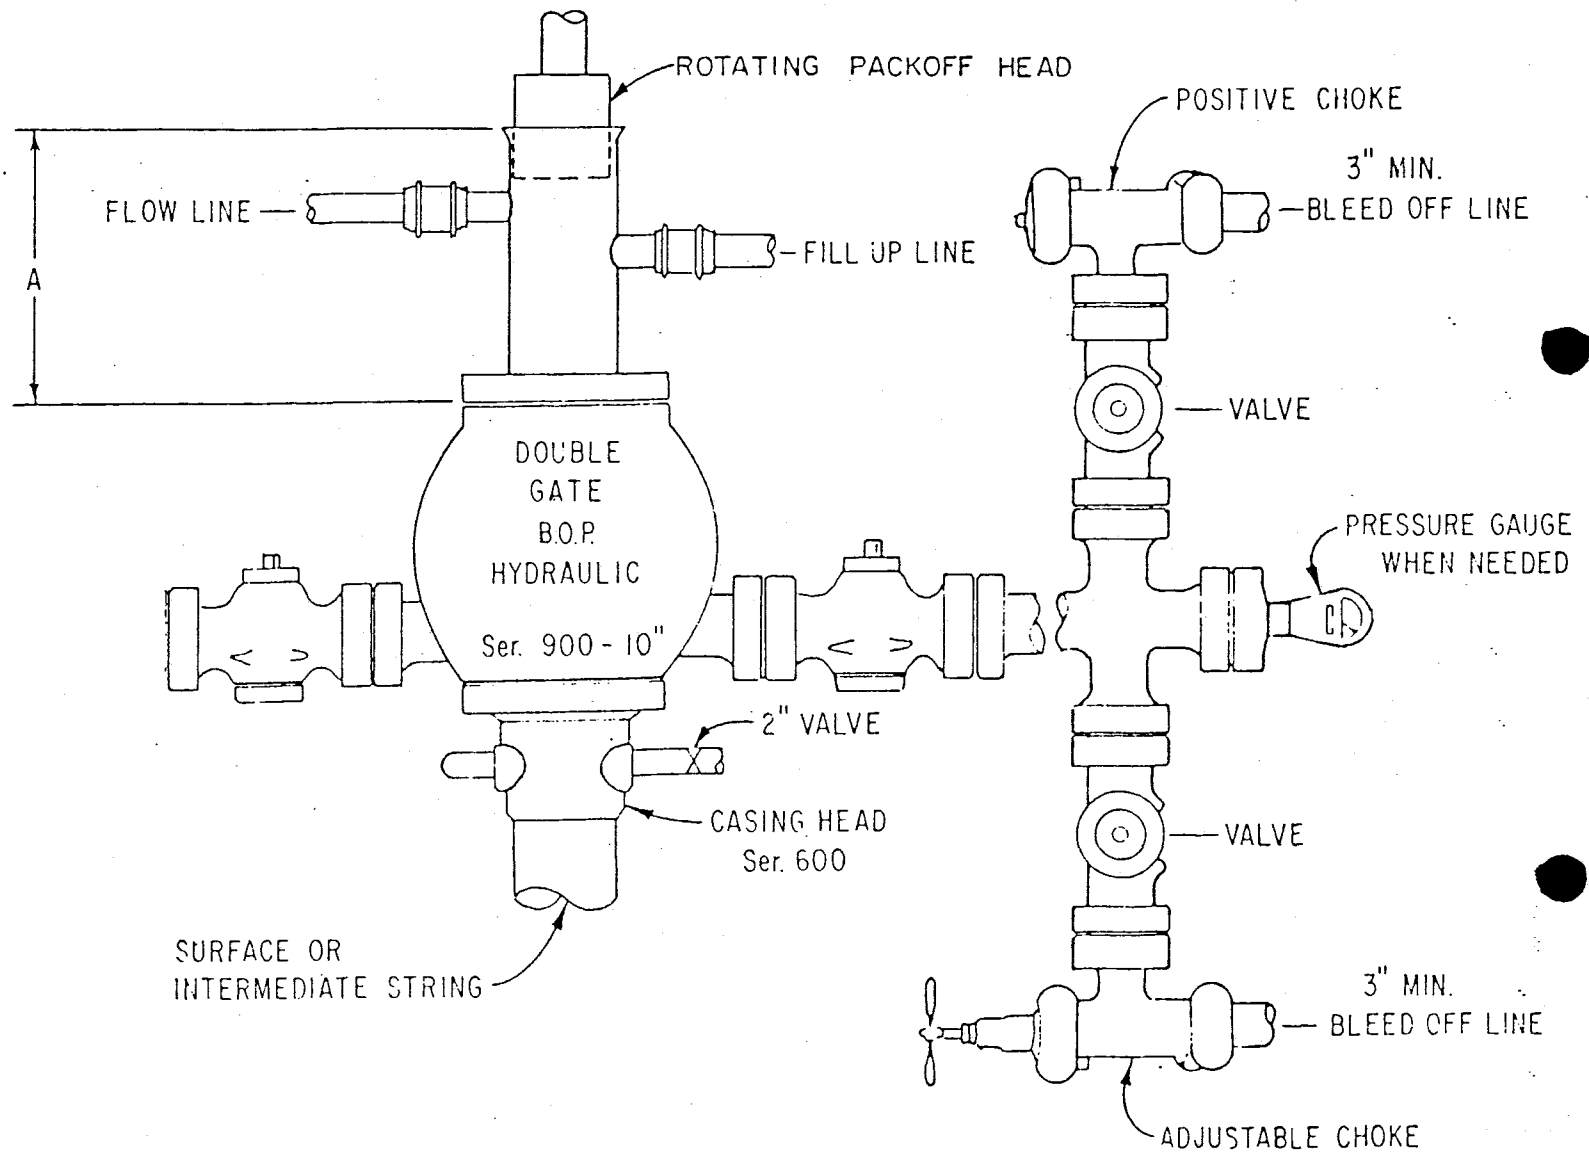 ROTATING PACKOFF HEAD
POSITIVE CHOKE
3" MIN.
BLEED OFF LINE
FLOW LINE
FILL UP LINE
A
VALVE
DOUBLE
GATE
B.O.P.
HYDRAULIC
Ser. 900 - 10"
PRESSURE GAUGE
WHEN NEEDED
2" VALVE
CASING HEAD
Ser. 600
VALVE
SURFACE OR
INTERMEDIATE STRING
3" MIN.
BLEED OFF LINE
ADJUSTABLE CHOKE